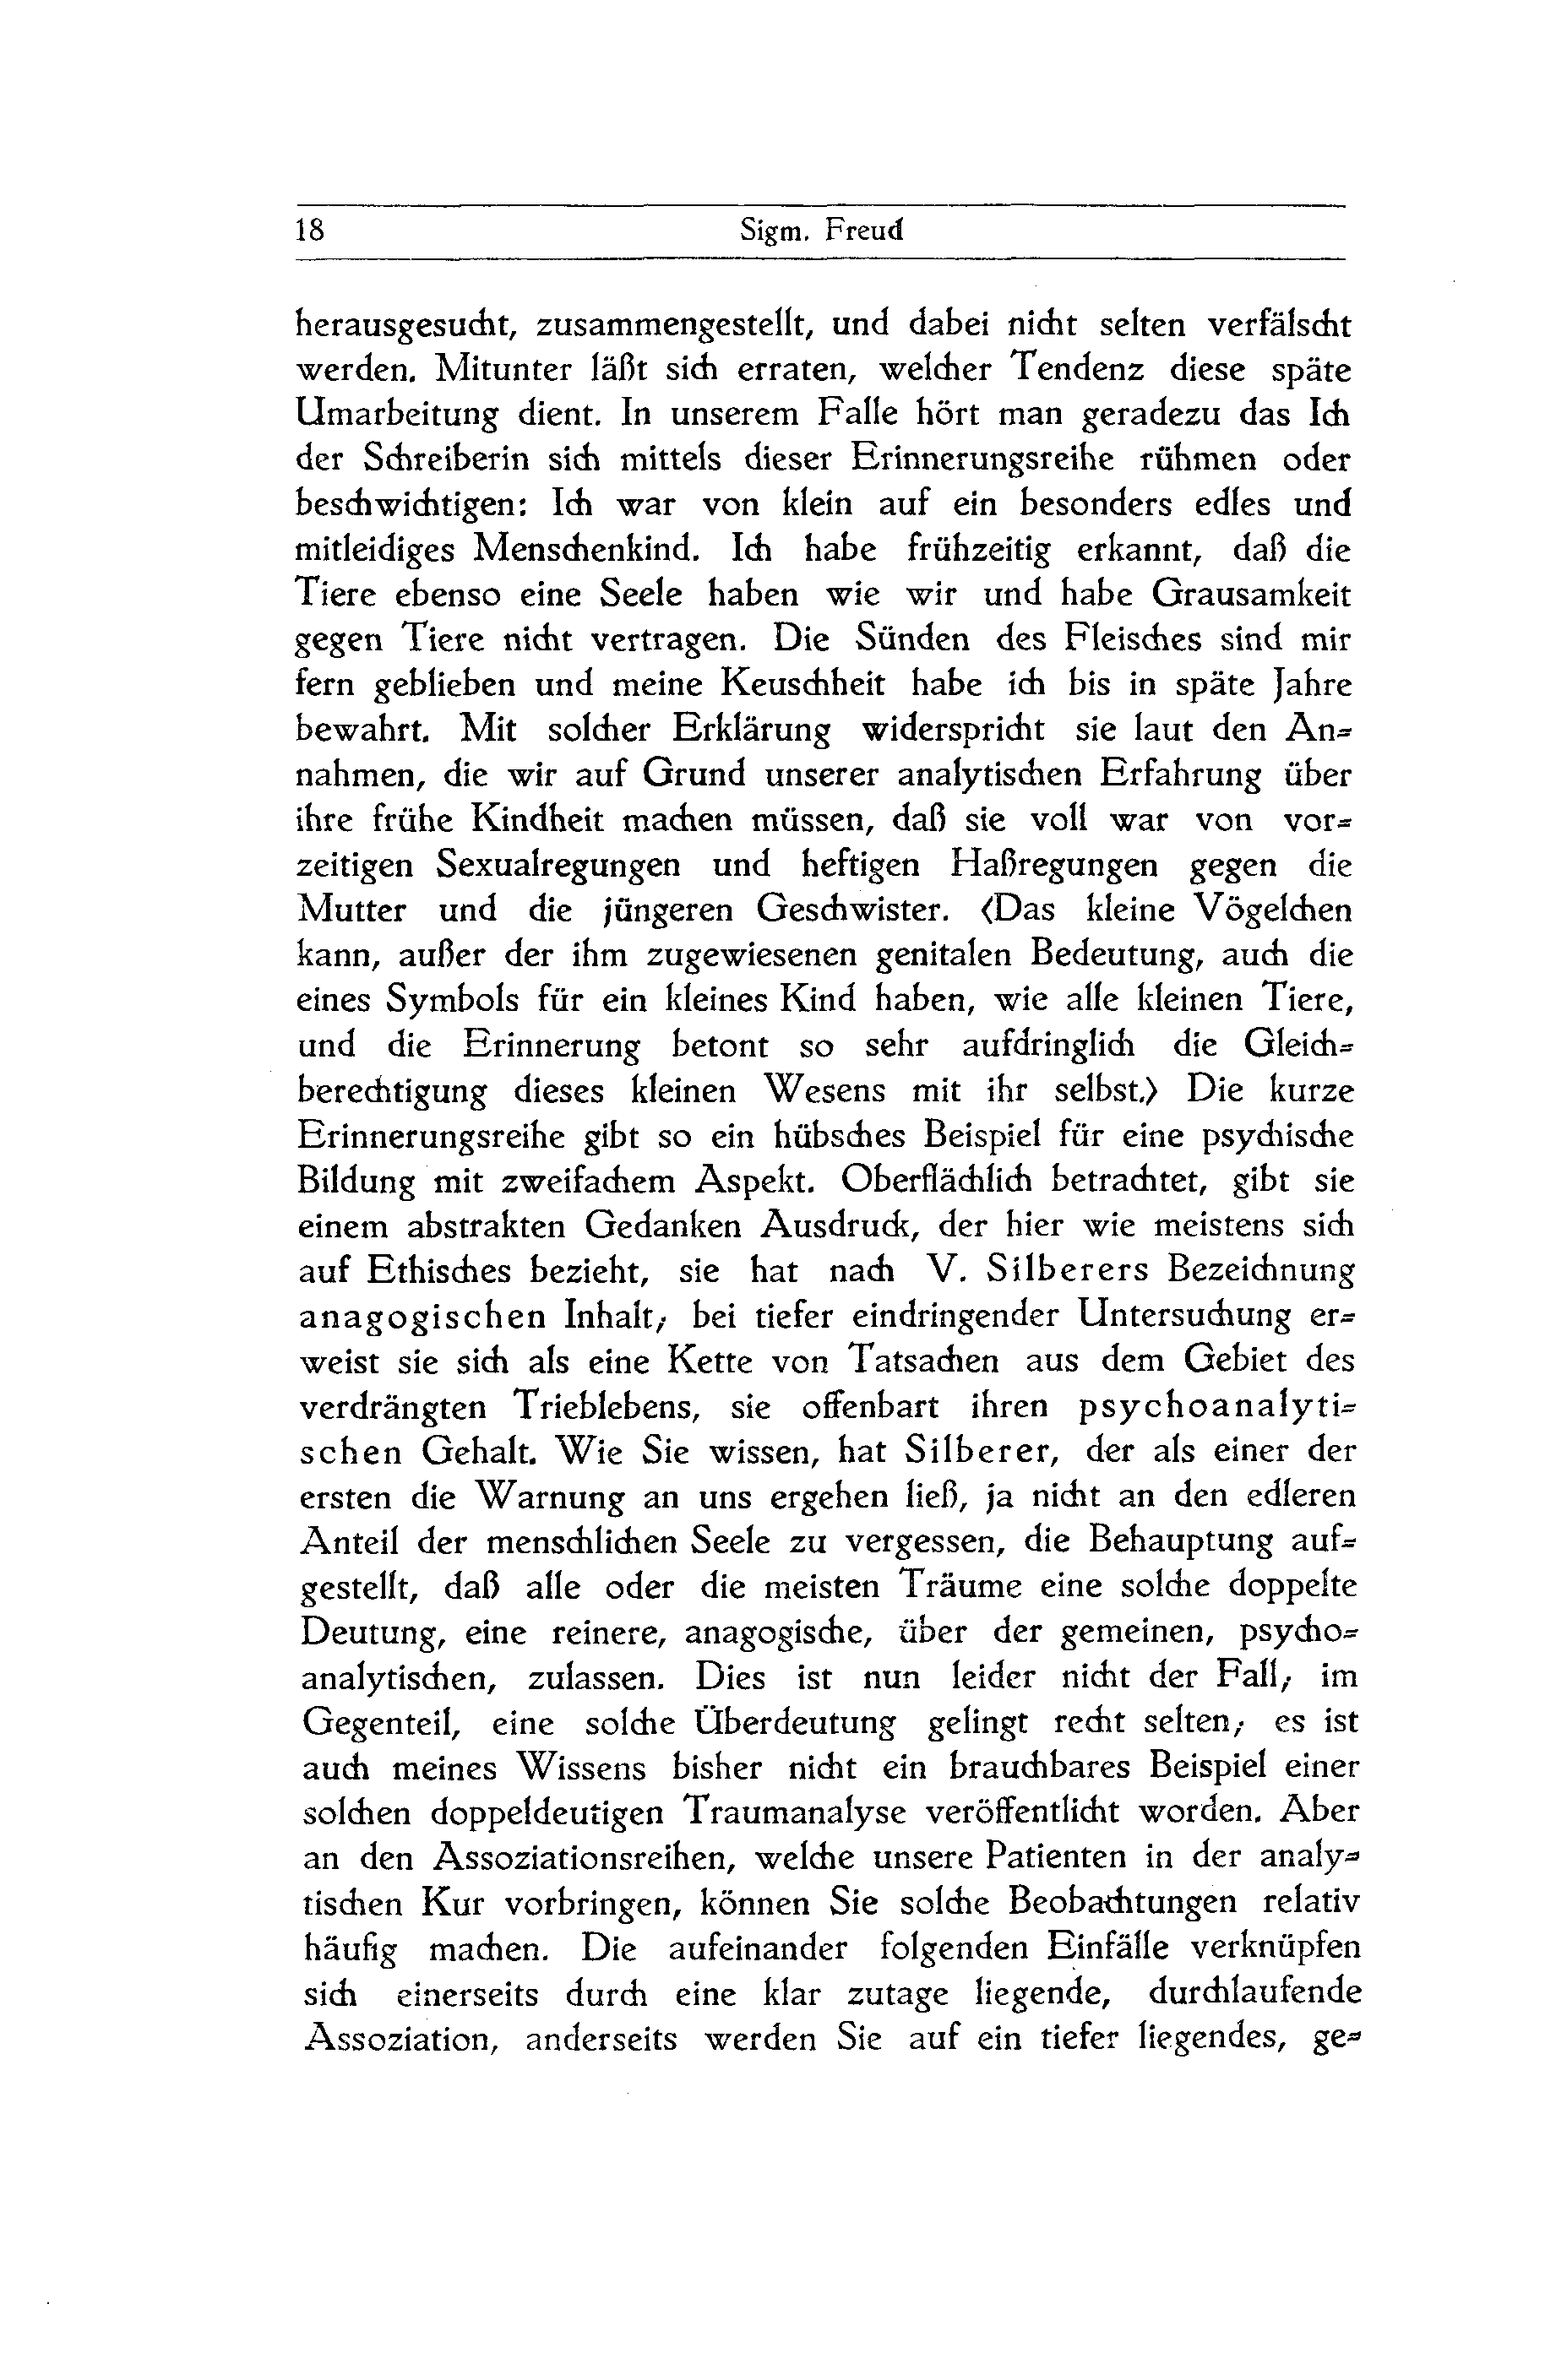 18 Sigm. Freud
herausgesucht, zusammengestellt, und dabei nicht selten verfälscht
werden. Mitunter läßt sich erraten, welcher Tendenz diese späte
Umarbeitung dient. In unserem Falle hört man geradezu das Ich
der Schreiberin sich mittels dieser Erinnerungsreihe rühmen oder
beschwichtigen: Ich war von klein auf ein besonders edles und
mitleidiges Menschenkind. Ich habe frühzeitig erkannt, daß die
Tiere ebenso eine Seele haben wie wir und habe Grausamkeit
gegen Tiere nicht vertragen. Die Sünden des Fleisches sind mir
fern geblieben und meine Keuschheit habe ich bis in späte Jahre
bewahrt. Mit solcher Erklärung widerspricht sie laut den An-
nahmen, die wir auf Grund unserer analytischen Erfahrung über
ihre frühe Kindheit machen müssen, daß sie voll war von vor-
zeitigen Sexualregungen und heftigen Haßregungen gegen die
Mutter und die jüngeren Geschwister. (Das kleine Vögelchen
kann, außer der ihm zugewiesenen genitalen Bedeutung, auch die
eines Symbols für ein kleines Kind haben, wie alle kleinen Tiere,
und die Erinnerung betont so sehr aufdringlich die Gleich-
berechtigung dieses kleinen Wesens mit ihr selbst.) Die kurze
Erinnerungsreihe gibt so ein hübsches Beispiel für eine psychische
Bildung mit zweifachem Aspekt. Oberflächlich betrachtet, gibt sie
einem abstrakten Gedanken Ausdruck, der hier wie meistens sich
auf Ethisches bezieht, sie hat nach V. Silberers Bezeichnung
anagogischen Inhalt; bei tiefer eindringender Untersuchung er-
weist sie sich als eine Kette von Tatsachen aus dem Gebiet des
verdrängten Trieblebens, sie offenbart ihren psychoanalyti-
schen Gehalt. Wie Sie wissen, hat Silberer, der als einer der
ersten die Warnung an uns ergehen ließ, ja nicht an den edleren
Anteil der menschlichen Seele zu vergessen, die Behauptung auf-
gestellt, daß alle oder die meisten Träume eine solche doppelte
Deutung, eine reinere, anagogische, über der gemeinen, psycho-
analytischen, zulassen. Dies ist nun leider nicht der Fall; im
Gegenteil, eine solche Überdeutung gelingt recht selten; es ist
auch meines Wissens bisher nicht ein brauchbares Beispiel einer
solchen doppeldeutigen Traumanalyse veröffentlicht worden. Aber
an den Assoziationsreihen, welche unsere Patienten in der analy-
tischen Kur vorbringen, können Sie solche Beobachtungen relativ
häufig machen. Die aufeinander folgenden Einfälle verknüpfen
sich einerseits durch eine klar zutage liegende, durchlaufende
Assoziation, anderseits werden Sie auf ein tiefer liegendes, ge-